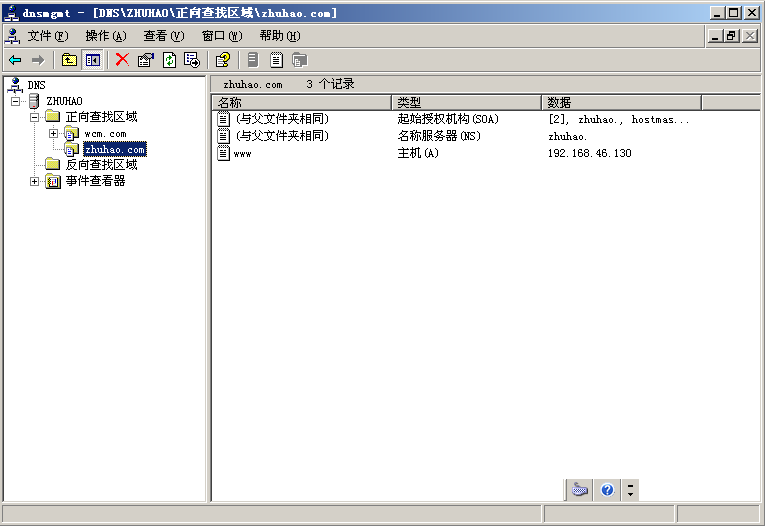 dnsmgmt - [DNS\ZHUHAO\正向查找区域\zhuhao.com]
文件(F) 操作(A) 查看(V) 窗口(W) 帮助(H)
DNS
ZHUHAO
正向查找区域
wcm.com
zhuhao.com
反向查找区域
事件查看器
zhuhao.com 3 个记录
名称 类型 数据
(与父文件夹相同) 起始授权机构(SOA) [2], zhuhao., hostmas...
(与父文件夹相同) 名称服务器(NS) zhuhao.
www 主机(A) 192.168.46.130